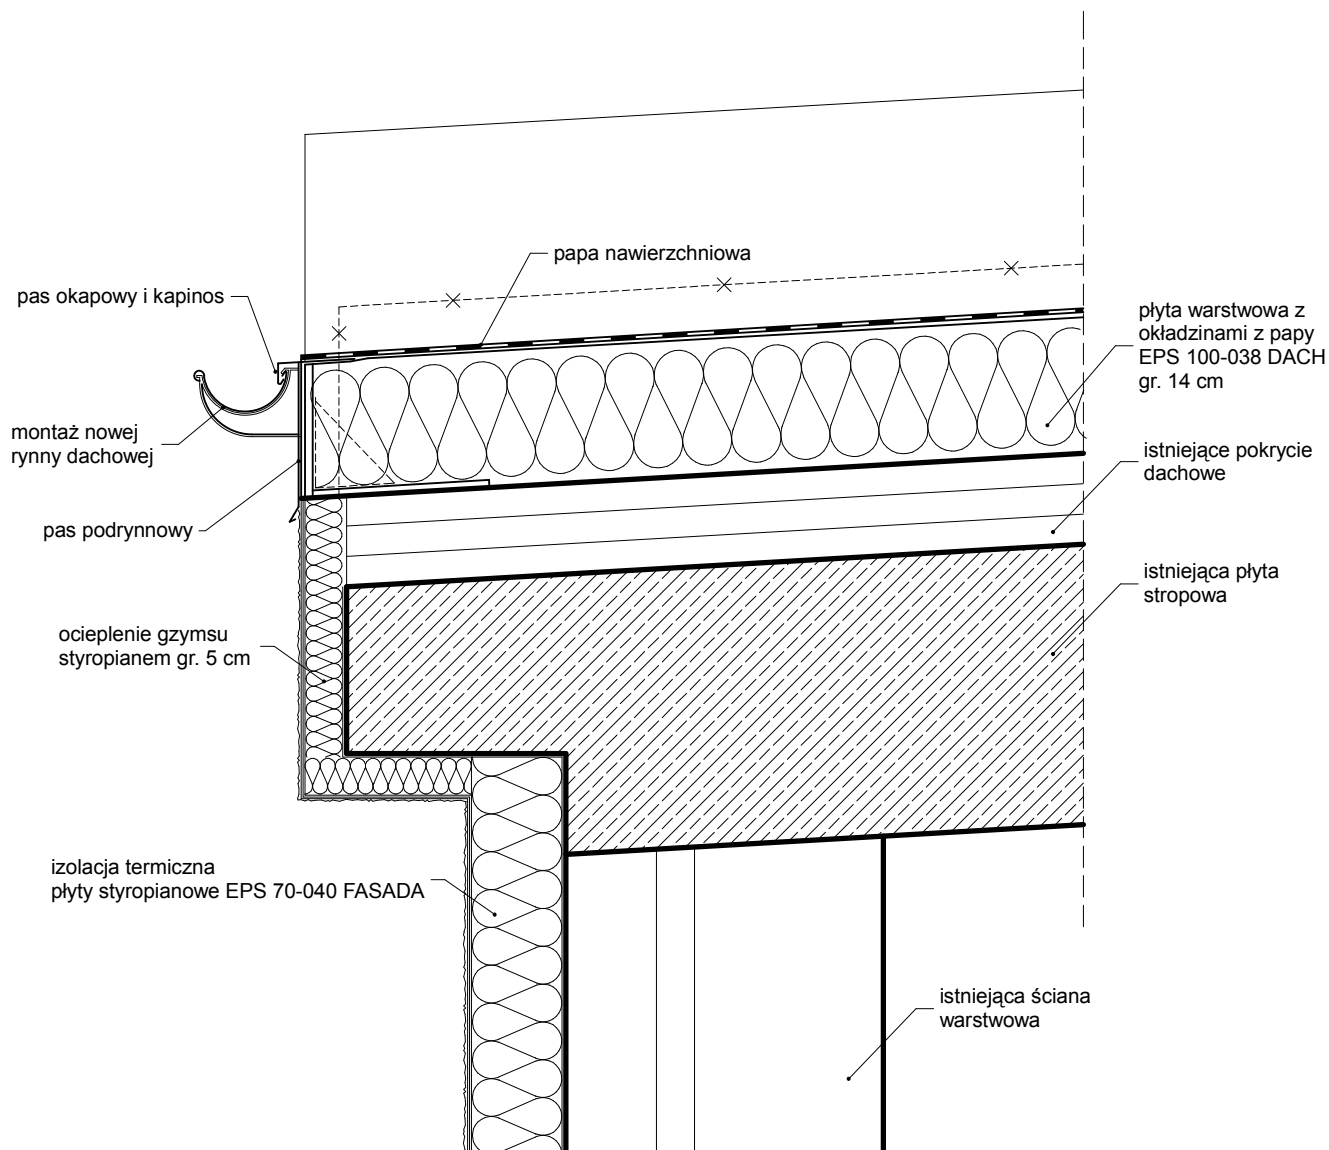 papa nawierzchniowa
pas okapowy i kapinos
płyta warstwowa z
okładzinami z papy
EPS 100-038 DACH
gr. 14 cm
montaż nowej
rynny dachowej
istniejące pokrycie
dachowe
pas podrynnowy
istniejąca płyta
stropowa
ocieplenie gzymsu
styropianem gr. 5 cm
izolacja termiczna
płyty styropianowe EPS 70-040 FASADA
istniejąca ściana
warstwowa